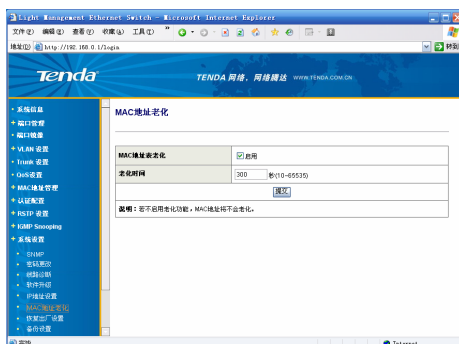 Light Management Ethernet Switch - Microsoft Internet Explorer
文件(F) 编辑(E) 查看(V) 收藏(A) 工具(T) »
地址(D) http://192.168.0.1/login 转到
Tenda TENDA 网络，网络腾达 WWW.TENDA.COM.CN
• 系统信息
+ 端口管理
• 端口镜像
+ VLAN 设置
• Trunk 设置
• QoS设置
+ MAC地址管理
+ 认证配置
+ RSTP 设置
+ IGMP Snooping
+ 系统设置
• SNMP
• 密码更改
• 线路诊断
• 软件升级
• IP地址设置
• MAC地址老化
• 恢复出厂设置
• 备份设置
MAC地址老化
MAC地址表老化 启用
老化时间 300 秒(10~65535)
提交
说明：若不启用老化功能，MAC地址将不会老化。
完毕 Internet